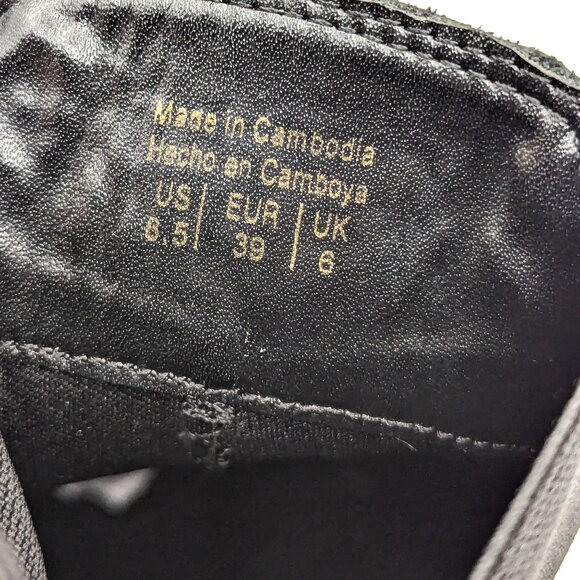 Made in Cambodia
Hecho en Camboya
US | EUR | UK
8.5 | 39 | 6